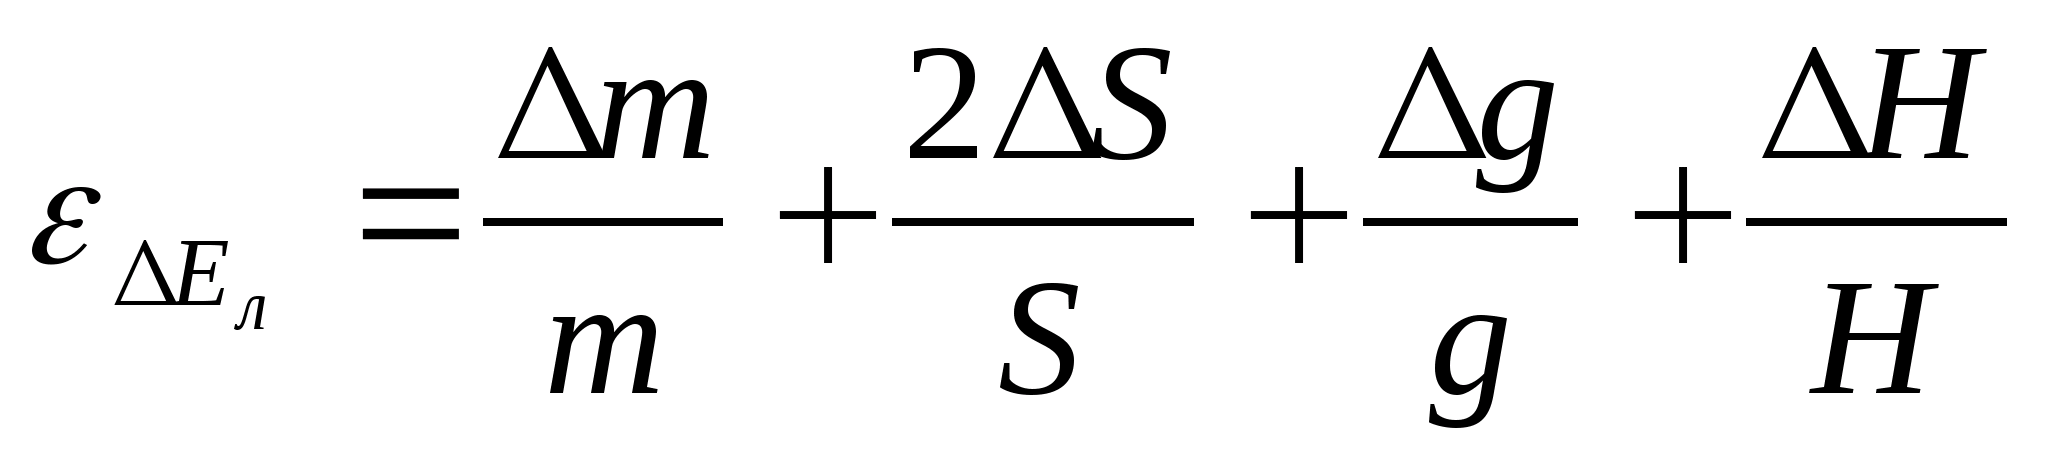 ε_{ΔE_л} = Δm/m + 2ΔS/S + Δg/g + ΔH/H